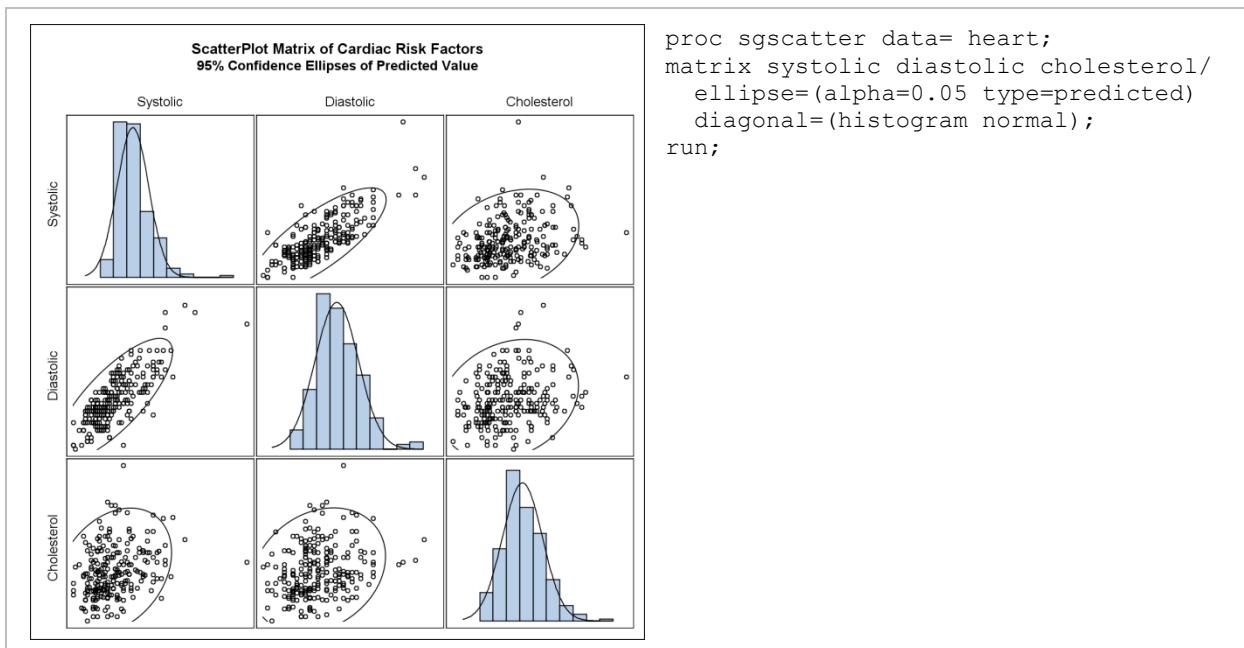 ScatterPlot Matrix of Cardiac Risk Factors
95% Confidence Ellipses of Predicted Value
Systolic
Diastolic
Cholesterol
Systolic
Diastolic
Cholesterol
proc sgscatter data= heart;
matrix systolic diastolic cholesterol/
ellipse=(alpha=0.05 type=predicted)
diagonal=(histogram normal);
run;